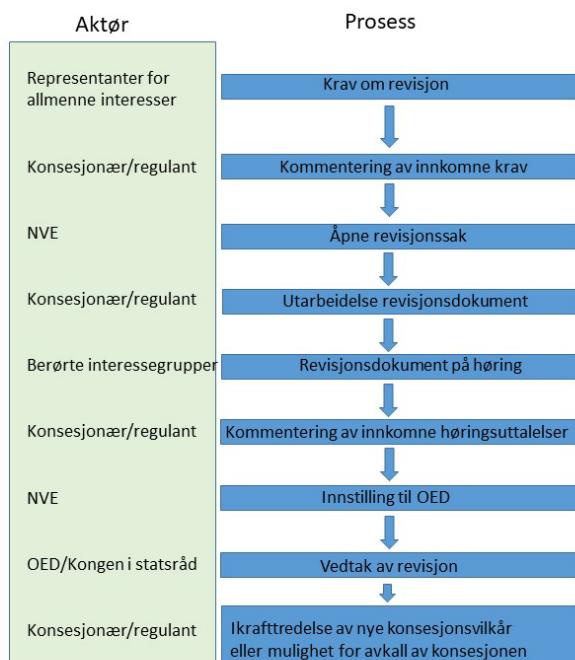 Aktør
Prosess
Representanter for
allmenne interesser
Krav om revisjon
Konsesjonær/regulant
Kommentering av innkomne krav
NVE
Åpne revisjonssak
Konsesjonær/regulant
Utarbeidelse revisjonsdokument
Berørte interessegrupper
Revisjonsdokument på høring
Konsesjonær/regulant
Kommentering av innkomne høringsuttalelser
NVE
Innstilling til OED
OED/Kongen i statsråd
Vedtak av revisjon
Konsesjonær/regulant
Ikrafttredelse av nye konsesjonsvilkår
eller mulighet for avkall av konsesjonen